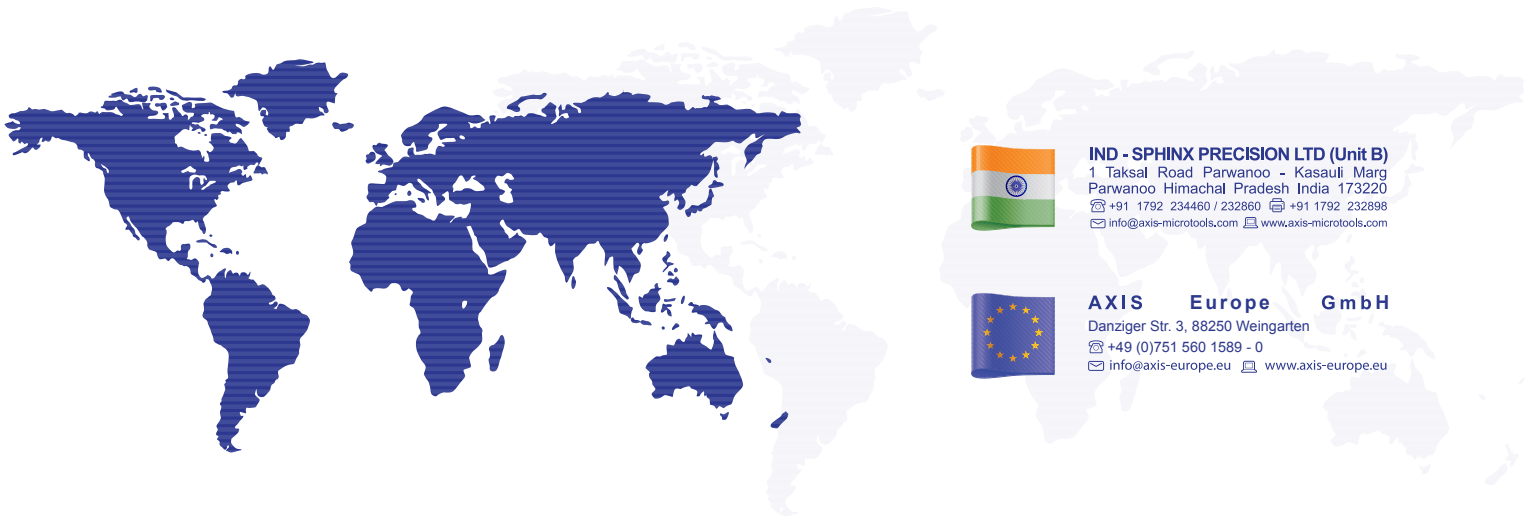 IND - SPHINX PRECISION LTD (Unit B)
1 Taksal Road Parwanoo - Kasauli Marg
Parwanoo Himachal Pradesh India 173220
+91 1792 234460 / 232860 +91 1792 232898
info@axis-microtools.com www.axis-microtools.com
AXIS Europe GmbH
Danziger Str. 3, 88250 Weingarten
+49 (0)751 560 1589 - 0
info@axis-europe.eu www.axis-europe.eu